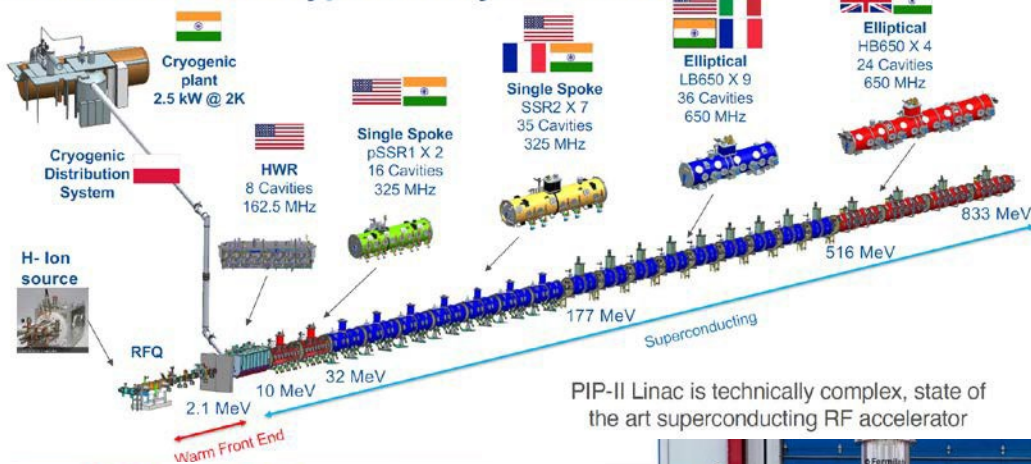 Cryogenic
plant
2.5 kW @ 2K
Cryogenic
Distribution
System
HWR
8 Cavities
162.5 MHz
Single Spoke
pSSR1 X 2
16 Cavities
325 MHz
Single Spoke
SSR2 X 7
35 Cavities
325 MHz
Elliptical
LB650 X 9
36 Cavities
650 MHz
Elliptical
HB650 X 4
24 Cavities
650 MHz
H- Ion
source
RFQ
2.1 MeV
10 MeV
32 MeV
177 MeV
516 MeV
833 MeV
Warm Front End
Superconducting
PIP-II Linac is technically complex, state of
the art superconducting RF accelerator
Fermilab